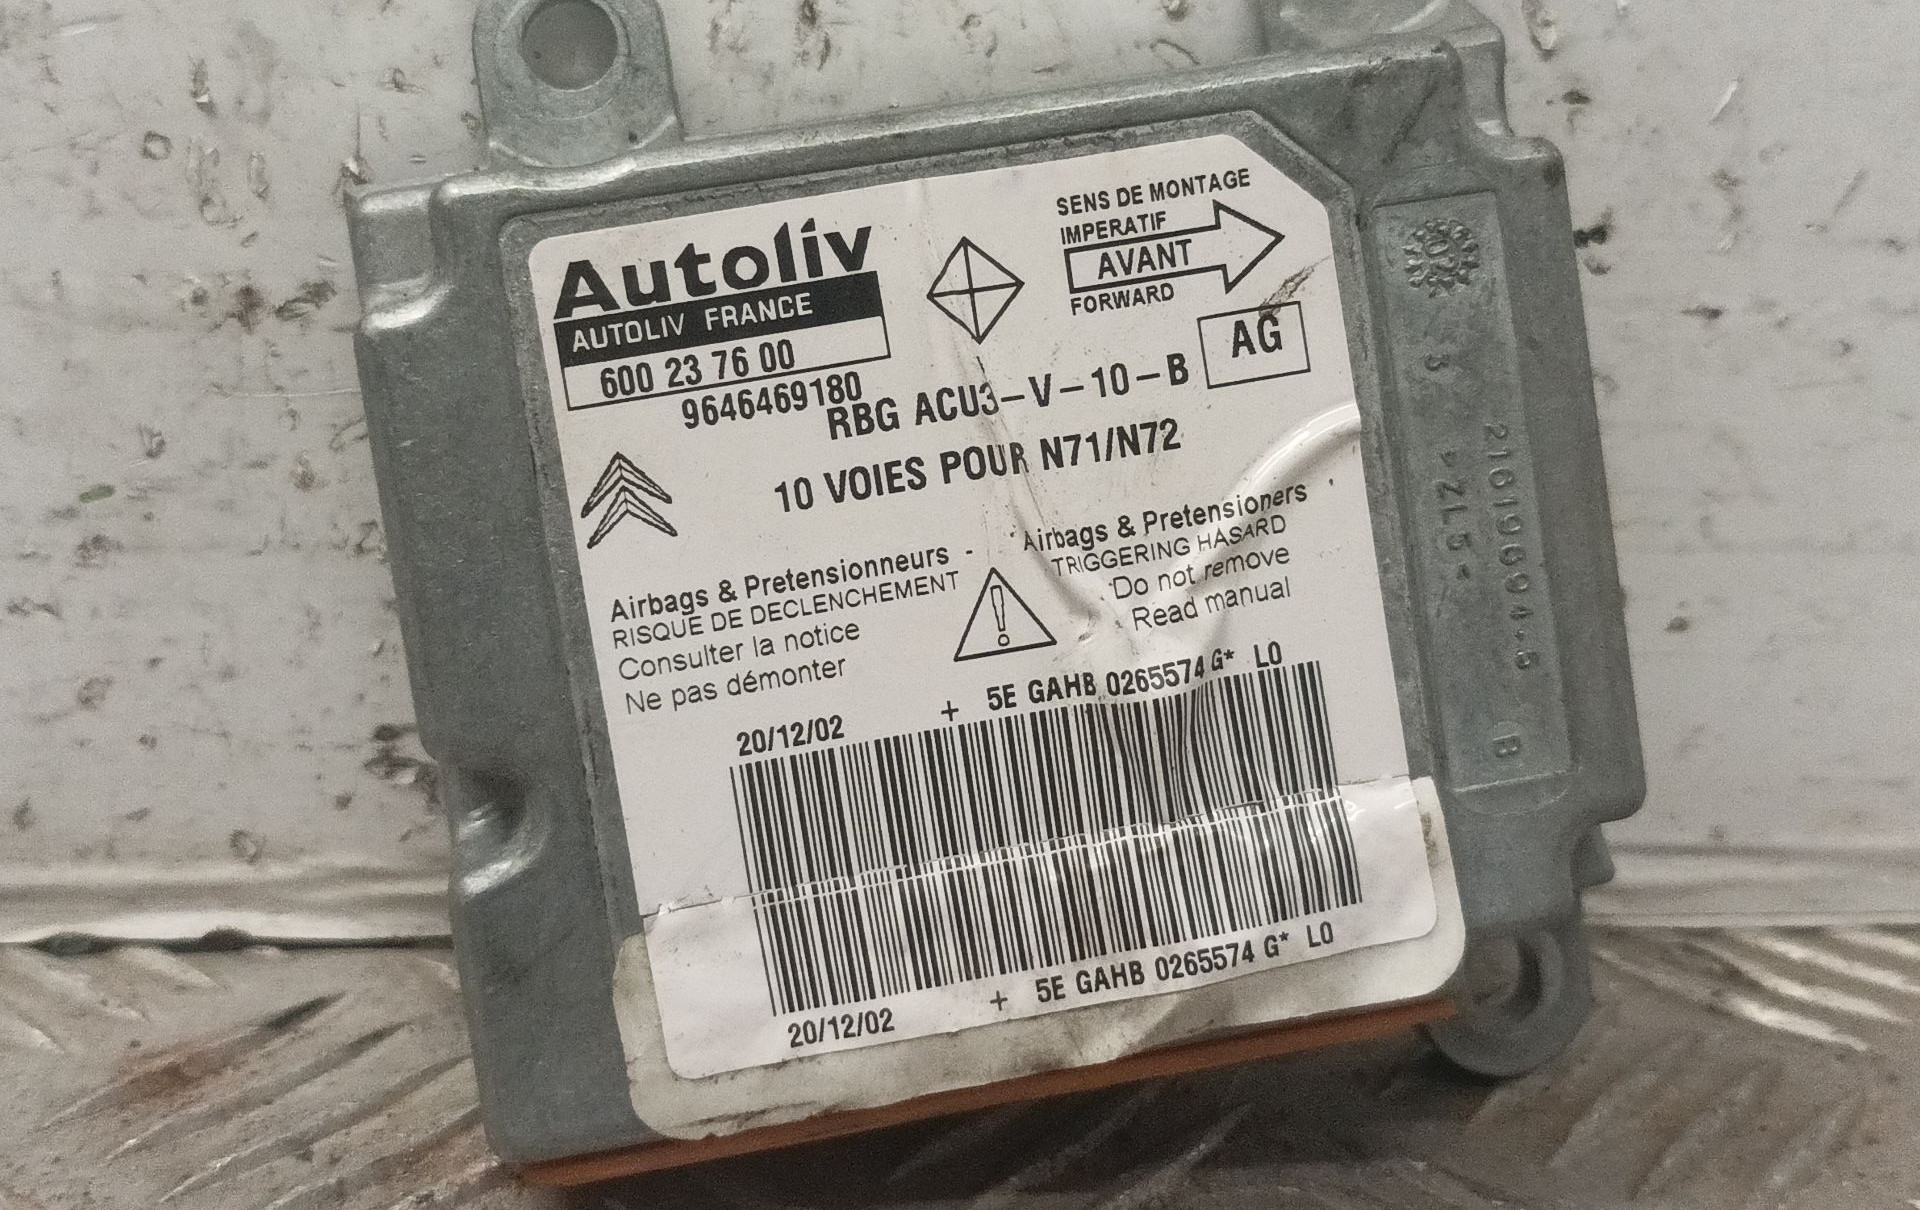 Autoliv
AUTOLIV FRANCE
600 23 76 00
9646469180
SENS DE MONTAGE
IMPERATIF
AVANT
FORWARD
AG
RBG ACU3-V-10-B
10 VOIES POUR N71/N72
Airbags & Pretensionneurs -
RISQUE DE DECLENCHEMENT
Consulter la notice
Ne pas démonter
Airbags & Pretensioners
TRIGGERING HASARD
Do not remove
Read manual
20/12/02 + 5E GAHB 0265574 G* L0
20/12/02 + 5E GAHB 0265574 G* L0
02
3
>ZL5<
B